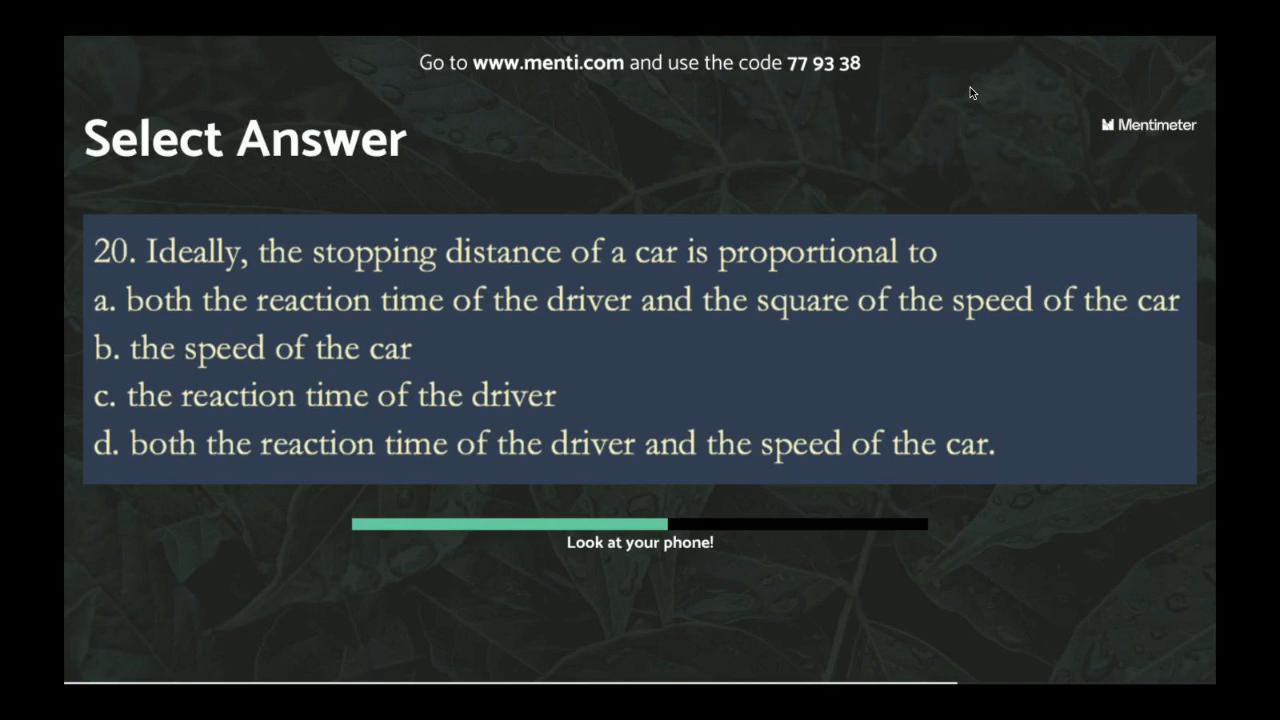 Go to www.menti.com and use the code 77 93 38
Select Answer
Mentimeter
20. Ideally, the stopping distance of a car is proportional to
a. both the reaction time of the driver and the square of the speed of the car
b. the speed of the car
c. the reaction time of the driver
d. both the reaction time of the driver and the speed of the car.
Look at your phone!